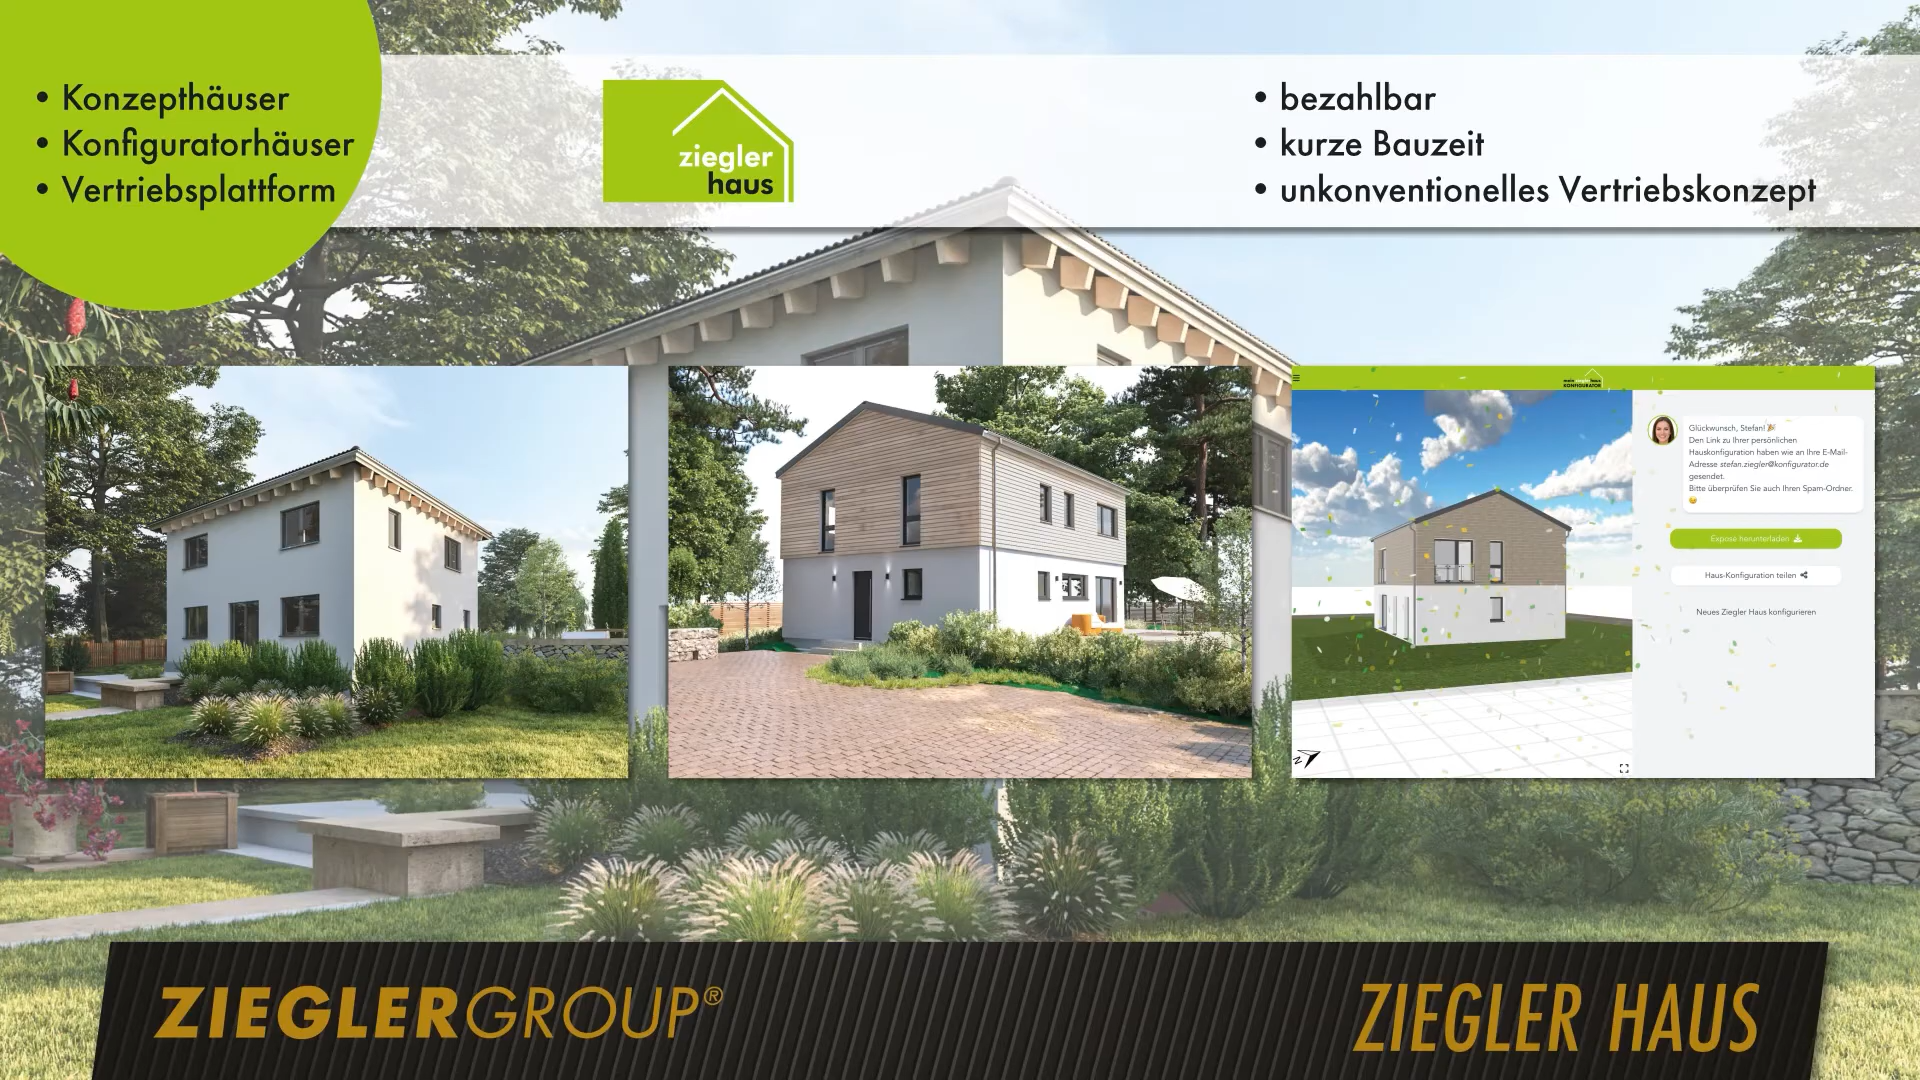 • Konzepthäuser
• Konfiguratorhäuser
• Vertriebsplattform
ziegler
haus
• bezahlbar
• kurze Bauzeit
• unkonventionelles Vertriebskonzept
KONFIGURATOR
Glückwunsch, Stefan! 🎉
Den Link zu Ihrer persönlichen
Hauskonfiguration haben wie an Ihre E-Mail-
Adresse stefan.ziegler@konfigurator.de
gesendet.
Bitte überprüfen Sie auch Ihren Spam-Ordner.
😉
Exposé herunterladen
Haus-Konfiguration teilen
Neues Ziegler Haus konfigurieren
ZIEGLERGROUP®
ZIEGLER HAUS